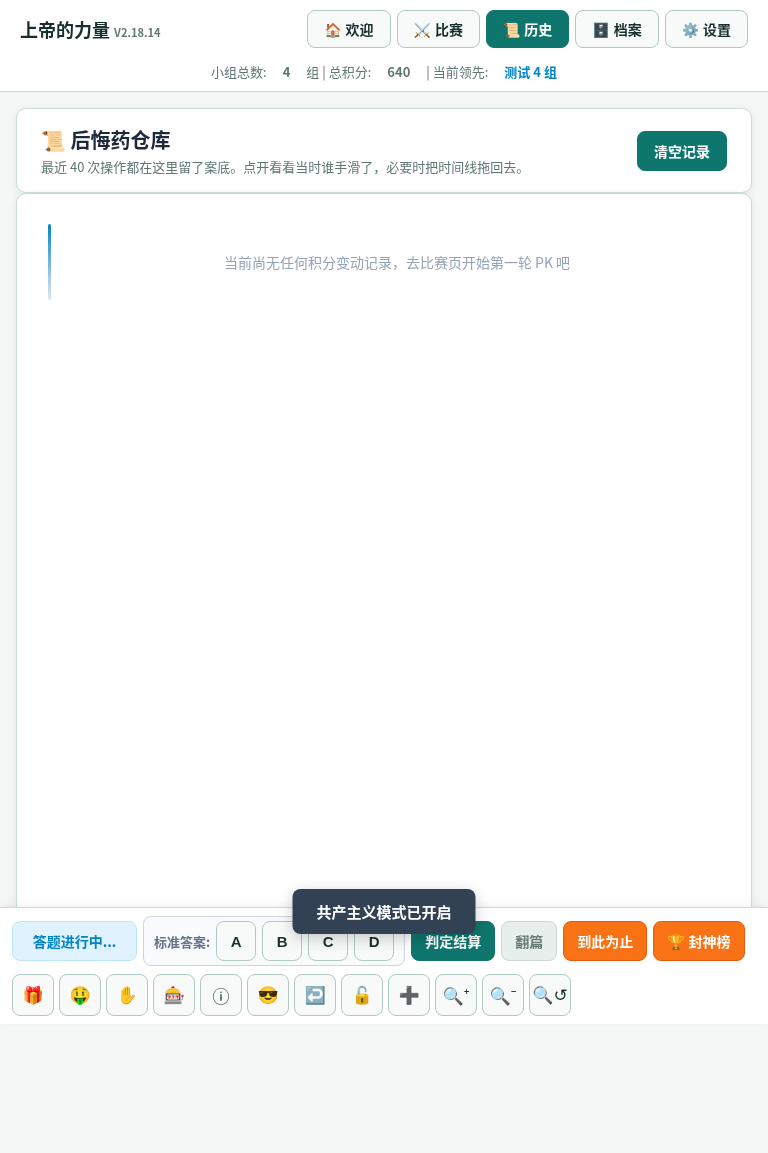 上帝的力量 V2.18.14
🏠 欢迎
⚔️ 比赛
📜 历史
🗄️ 档案
⚙️ 设置
小组总数: 4 组 | 总积分: 640 | 当前领先: 测试 4 组
📜 后悔药仓库
最近 40 次操作都在这里留了案底。点开看看当时谁手滑了，必要时把时间线拖回去。
清空记录
当前尚无任何积分变动记录，去比赛页开始第一轮 PK 吧
共产主义模式已开启
答题进行中...
标准答案:
A
B
C
D
判定结算
翻篇
到此为止
🏆 封神榜